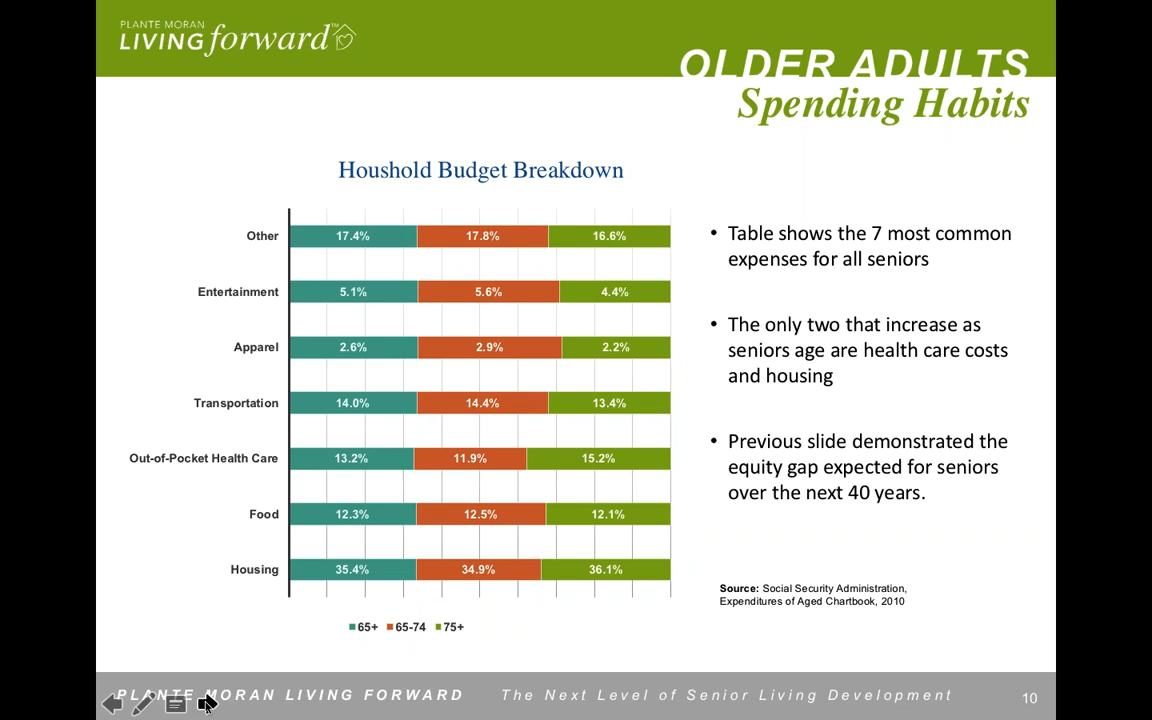 PLANTE MORAN
LIVING forward™
OLDER ADULTS
Spending Habits
Houshold Budget Breakdown
Other 17.4% 17.8% 16.6%
Entertainment 5.1% 5.6% 4.4%
Apparel 2.6% 2.9% 2.2%
Transportation 14.0% 14.4% 13.4%
Out-of-Pocket Health Care 13.2% 11.9% 15.2%
Food 12.3% 12.5% 12.1%
Housing 35.4% 34.9% 36.1%
65+ 65-74 75+
• Table shows the 7 most common
expenses for all seniors
• The only two that increase as
seniors age are health care costs
and housing
• Previous slide demonstrated the
equity gap expected for seniors
over the next 40 years.
Source: Social Security Administration,
Expenditures of Aged Chartbook, 2010
PLANTE MORAN LIVING FORWARD The Next Level of Senior Living Development 10